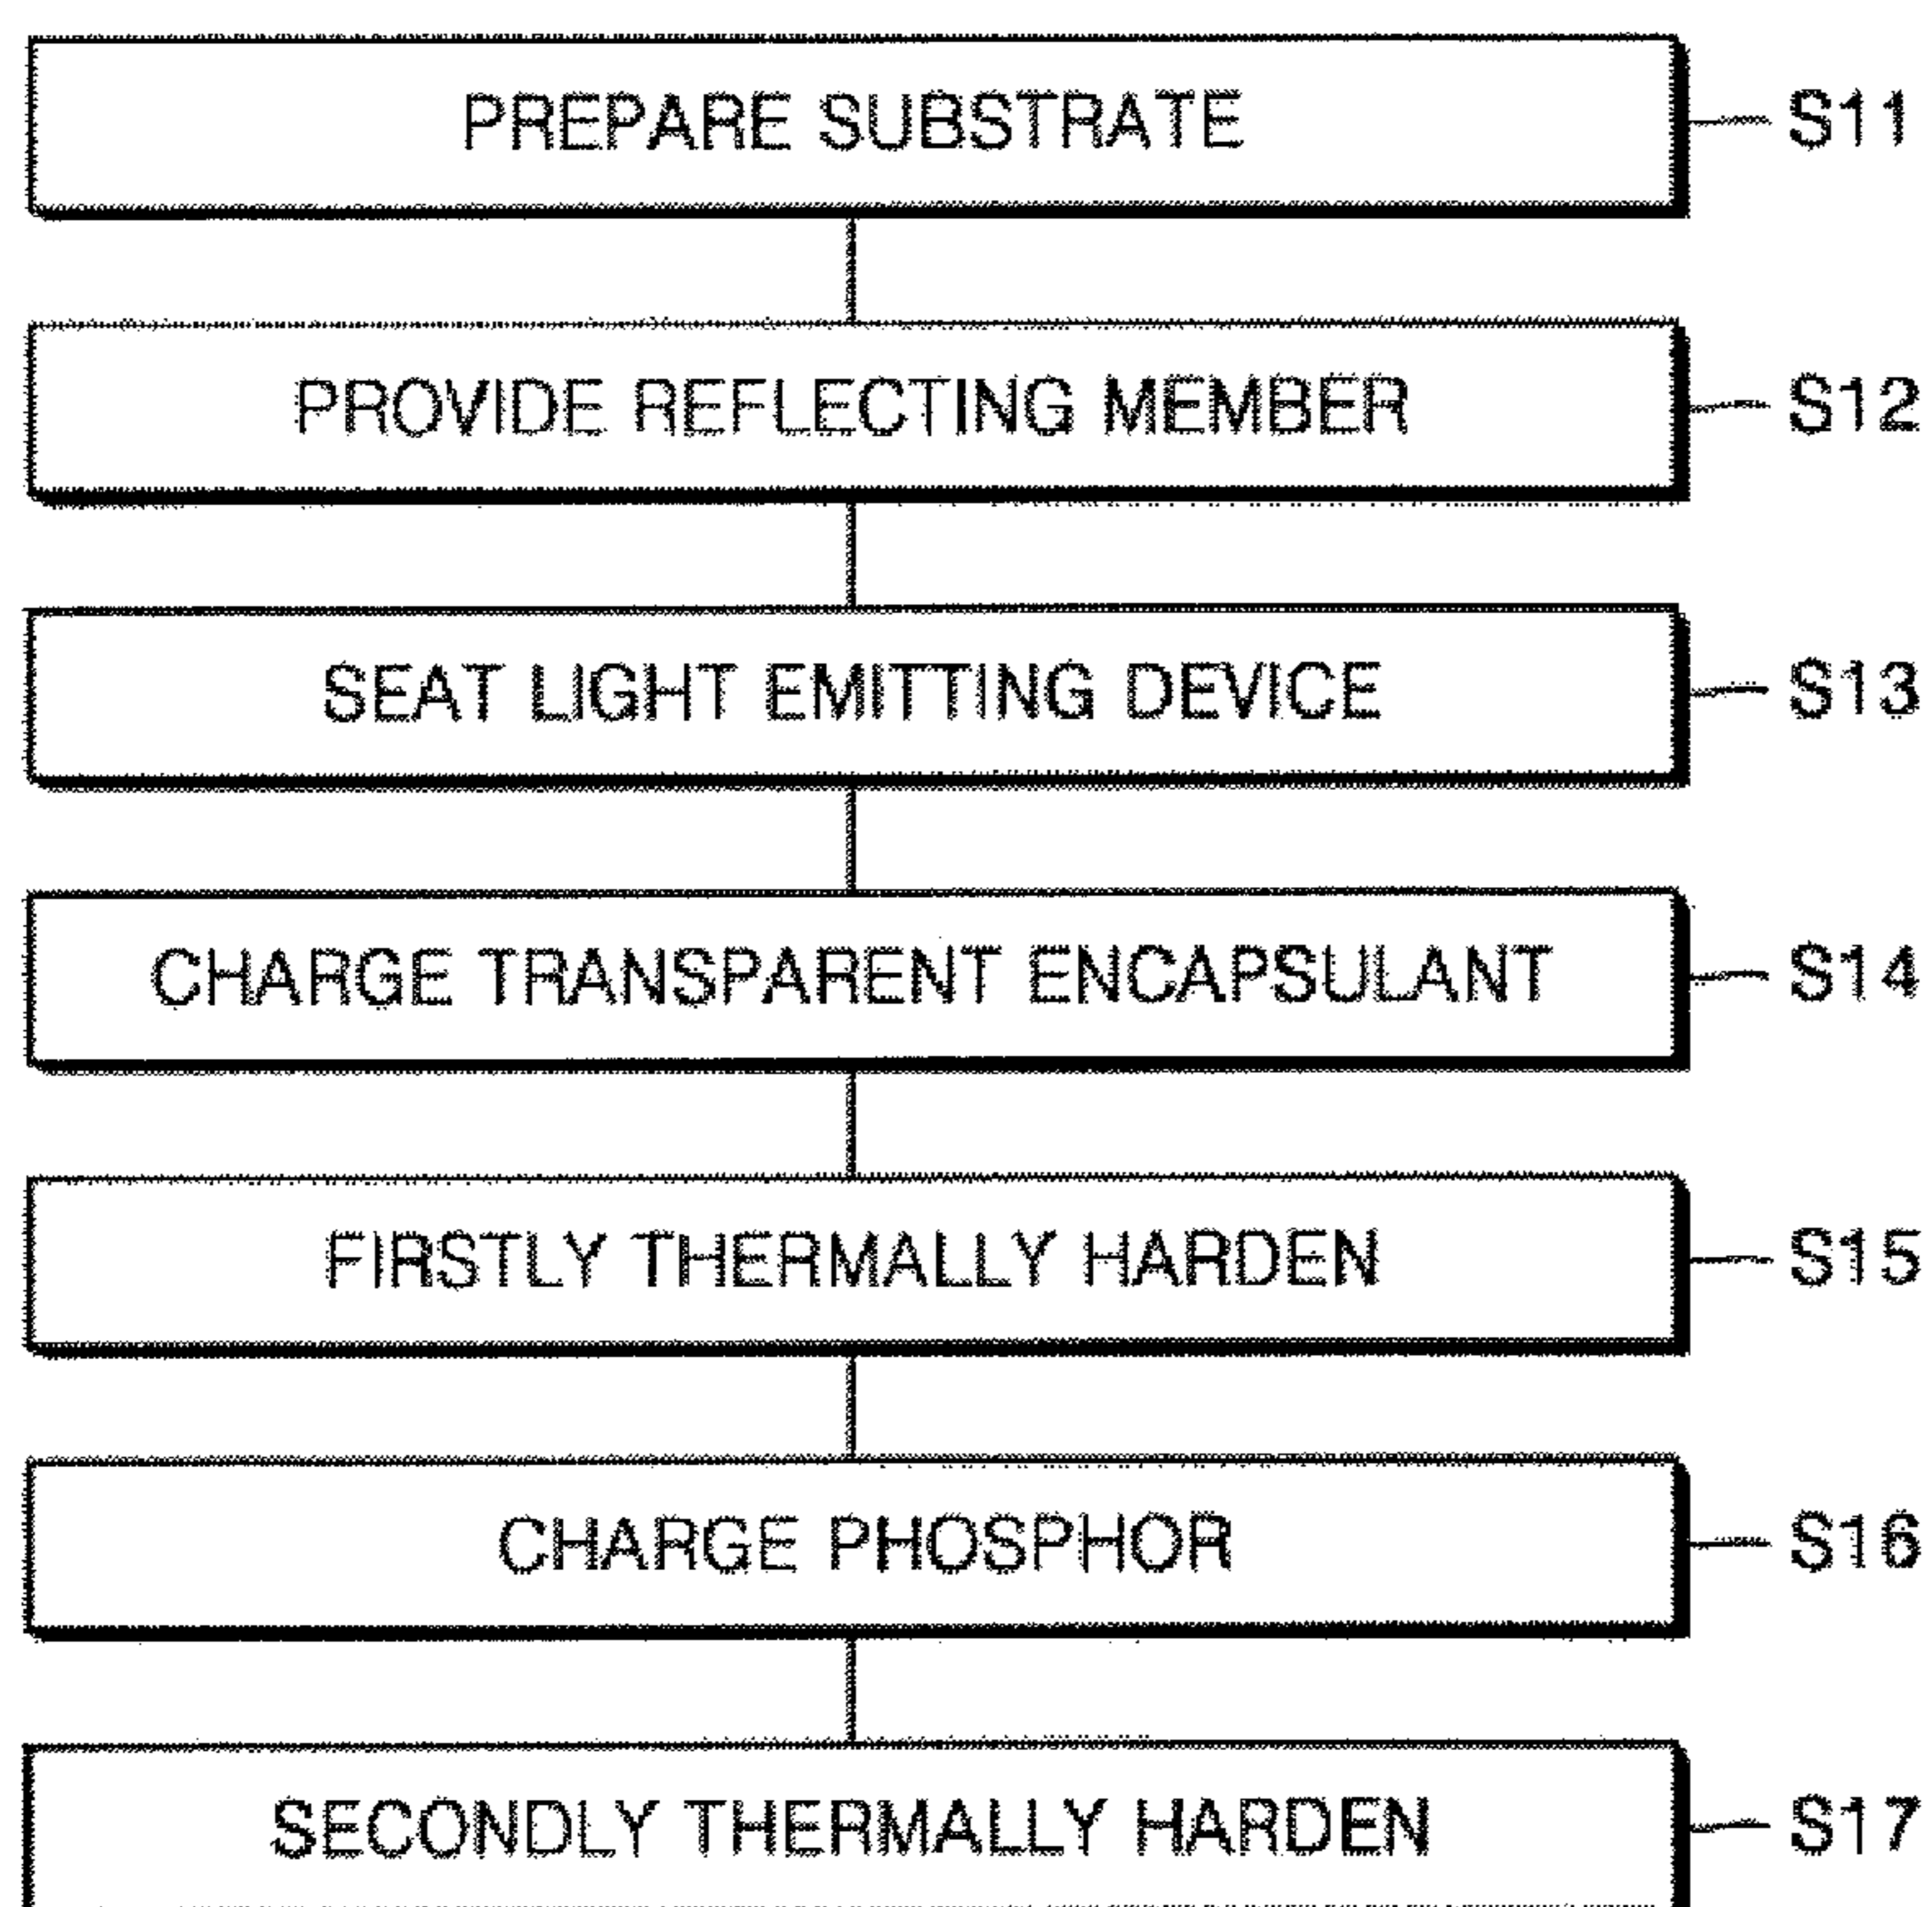 PREPARE SUBSTRATE S11
PROVIDE REFLECTING MEMBER S12
SEAT LIGHT EMITTING DEVICE S13
CHARGE TRANSPARENT ENCAPSULANT S14
FIRSTLY THERMALLY HARDEN S15
CHARGE PHOSPHOR S16
SECONDLY THERMALLY HARDEN S17